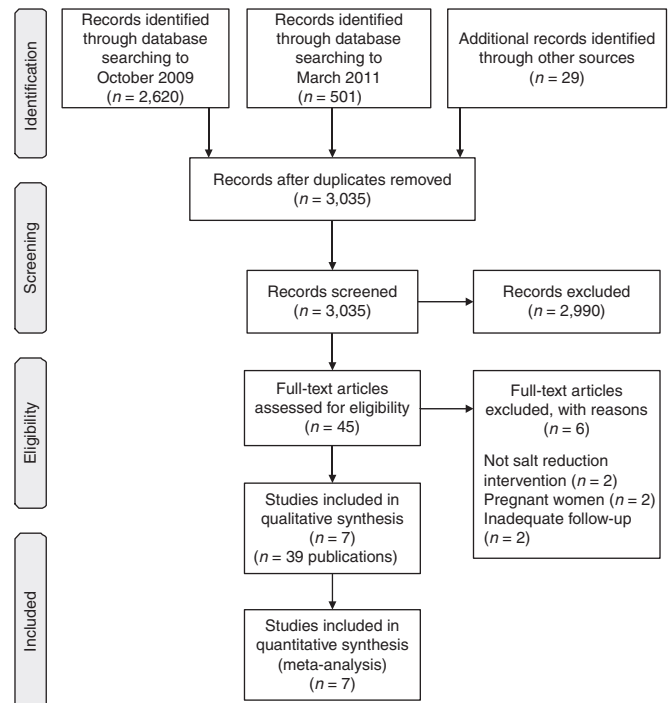 Identification
Records identified
through database
searching to
October 2009
(n = 2,620)
Records identified
through database
searching to
March 2011
(n = 501)
Additional records identified
through other sources
(n = 29)
Records after duplicates removed
(n = 3,035)
Screening
Records screened
(n = 3,035)
Records excluded
(n = 2,990)
Eligibility
Full-text articles
assessed for eligibility
(n = 45)
Full-text articles
excluded, with reasons
(n = 6)
Not salt reduction
intervention (n = 2)
Pregnant women (n = 2)
Inadequate follow-up
(n = 2)
Studies included in
qualitative synthesis
(n = 7)
(n = 39 publications)
Included
Studies included in
quantitative synthesis
(meta-analysis)
(n = 7)